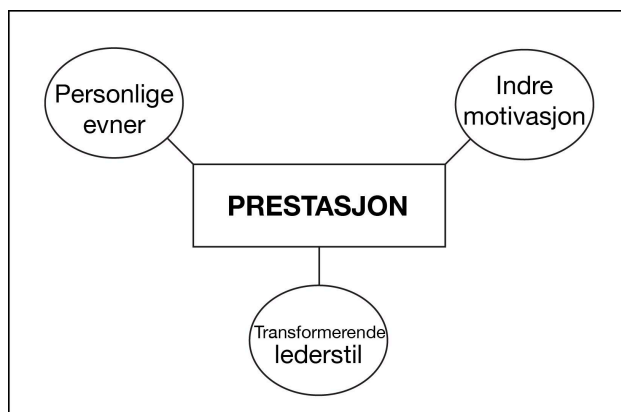 Personlige
evner
Indre
motivasjon
PRESTASJON
Transformerende
lederstil